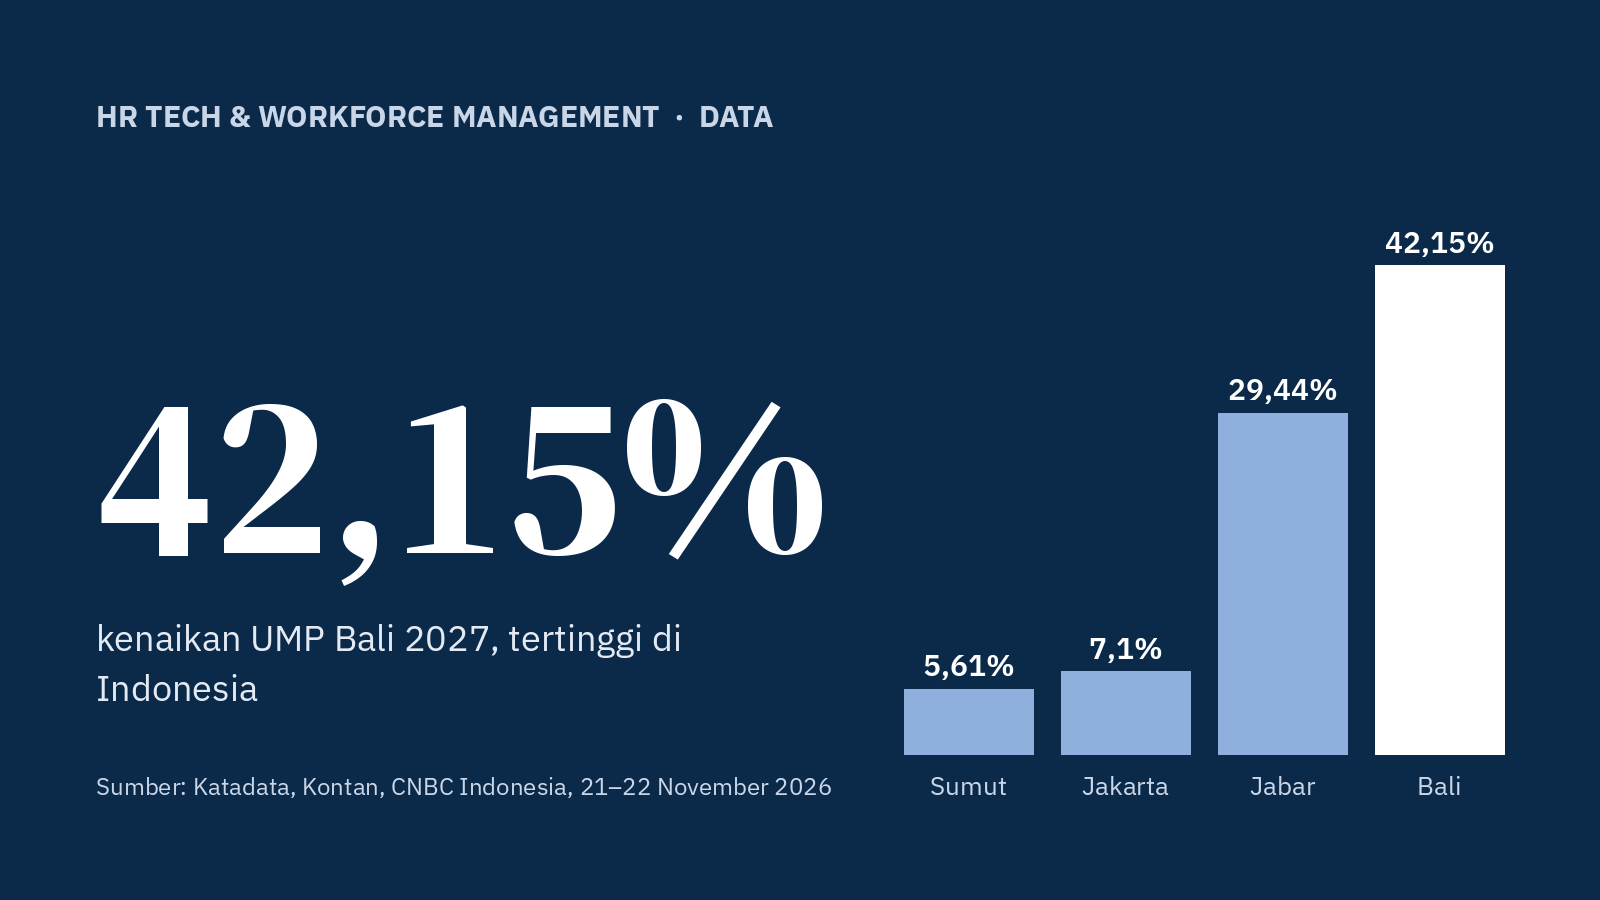 HR TECH & WORKFORCE MANAGEMENT · DATA
42,15%
kenaikan UMP Bali 2027, tertinggi di
Indonesia
Sumber: Katadata, Kontan, CNBC Indonesia, 21–22 November 2026
5,61%
7,1%
29,44%
42,15%
Sumut
Jakarta
Jabar
Bali